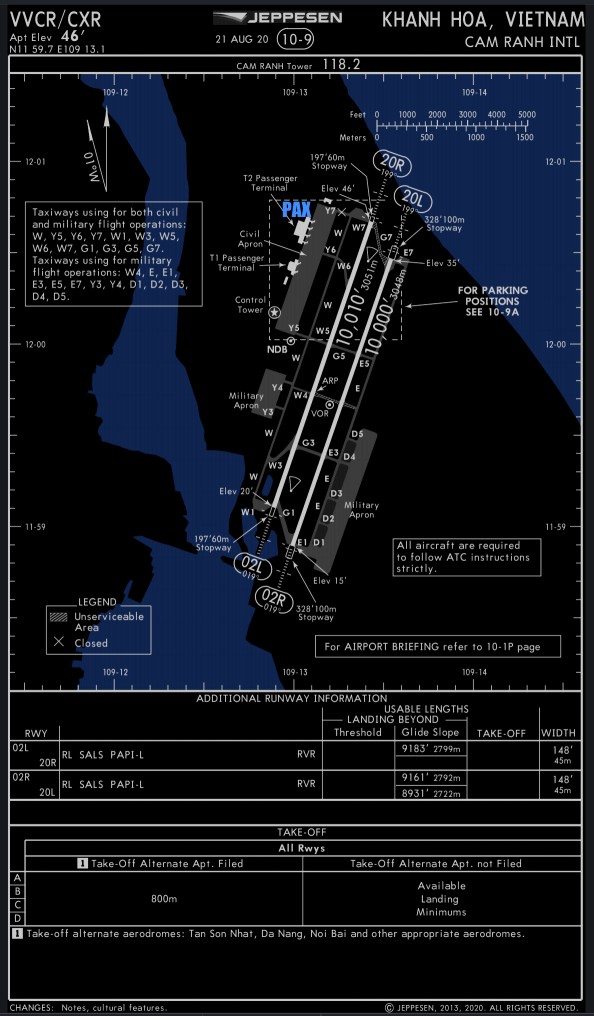 VVCR/CXR
Apt Elev 46'
N11 59.7 E109 13.1
JEPPESEN
21 AUG 20 10-9
KHANH HOA, VIETNAM
CAM RANH INTL
CAM RANH Tower 118.2
109-12
109-13
109-14
Feet 0 1000 2000 3000 4000 5000
Meters 0 500 1000 1500
12-01
12-01
01°W
197'60m
Stopway
20R
199°
20L
199°
T2 Passenger
Terminal
Elev 46'
PAX
Y7
W7
G7
328'100m
Stopway
E7
Elev 35'
Taxiways using for both civil
and military flight operations:
W, Y5, Y6, Y7, W1, W3, W5,
W6, W7, G1, G3, G5, G7.
Taxiways using for military
flight operations: W4, E, E1,
E3, E5, E7, Y3, Y4, D1, D2, D3,
D4, D5.
Civil
Apron
Y6
W
W6
T1 Passenger
Terminal
10,010' 3051m
10,000' 3048m
FOR PARKING
POSITIONS
SEE 10-9A
Control
Tower
W
Y5
W5
NDB
12-00
12-00
W
G5
E5
ARP
Y4
W4
E
Military
Apron
Y3
VOR
W
G3
D5
E3
D4
W3
W
E
D3
Elev 20'
Military
Apron
W1
G1
E
D2
11-59
11-59
197'60m
Stopway
E1
D1
02L
019°
Elev 15'
02R
019°
328'100m
Stopway
All aircraft are required
to follow ATC instructions
strictly.
LEGEND
Unserviceable
Area
Closed
For AIRPORT BRIEFING refer to 10-1P page
109-12
109-13
109-14
ADDITIONAL RUNWAY INFORMATION
USABLE LENGTHS
LANDING BEYOND
RWY
Threshold
Glide Slope
TAKE-OFF
WIDTH
02L
20R
RL SALS PAPI-L
RVR
9183' 2799m
148'
45m
02R
20L
RL SALS PAPI-L
RVR
9161' 2792m
8931' 2722m
148'
45m
TAKE-OFF
All Rwys
1 Take-Off Alternate Apt. Filed
Take-Off Alternate Apt. not Filed
A
B
C
D
800m
Available
Landing
Minimums
1 Take-off alternate aerodromes: Tan Son Nhat, Da Nang, Noi Bai and other appropriate aerodromes.
CHANGES: Notes, cultural features.
© JEPPESEN, 2013, 2020. ALL RIGHTS RESERVED.